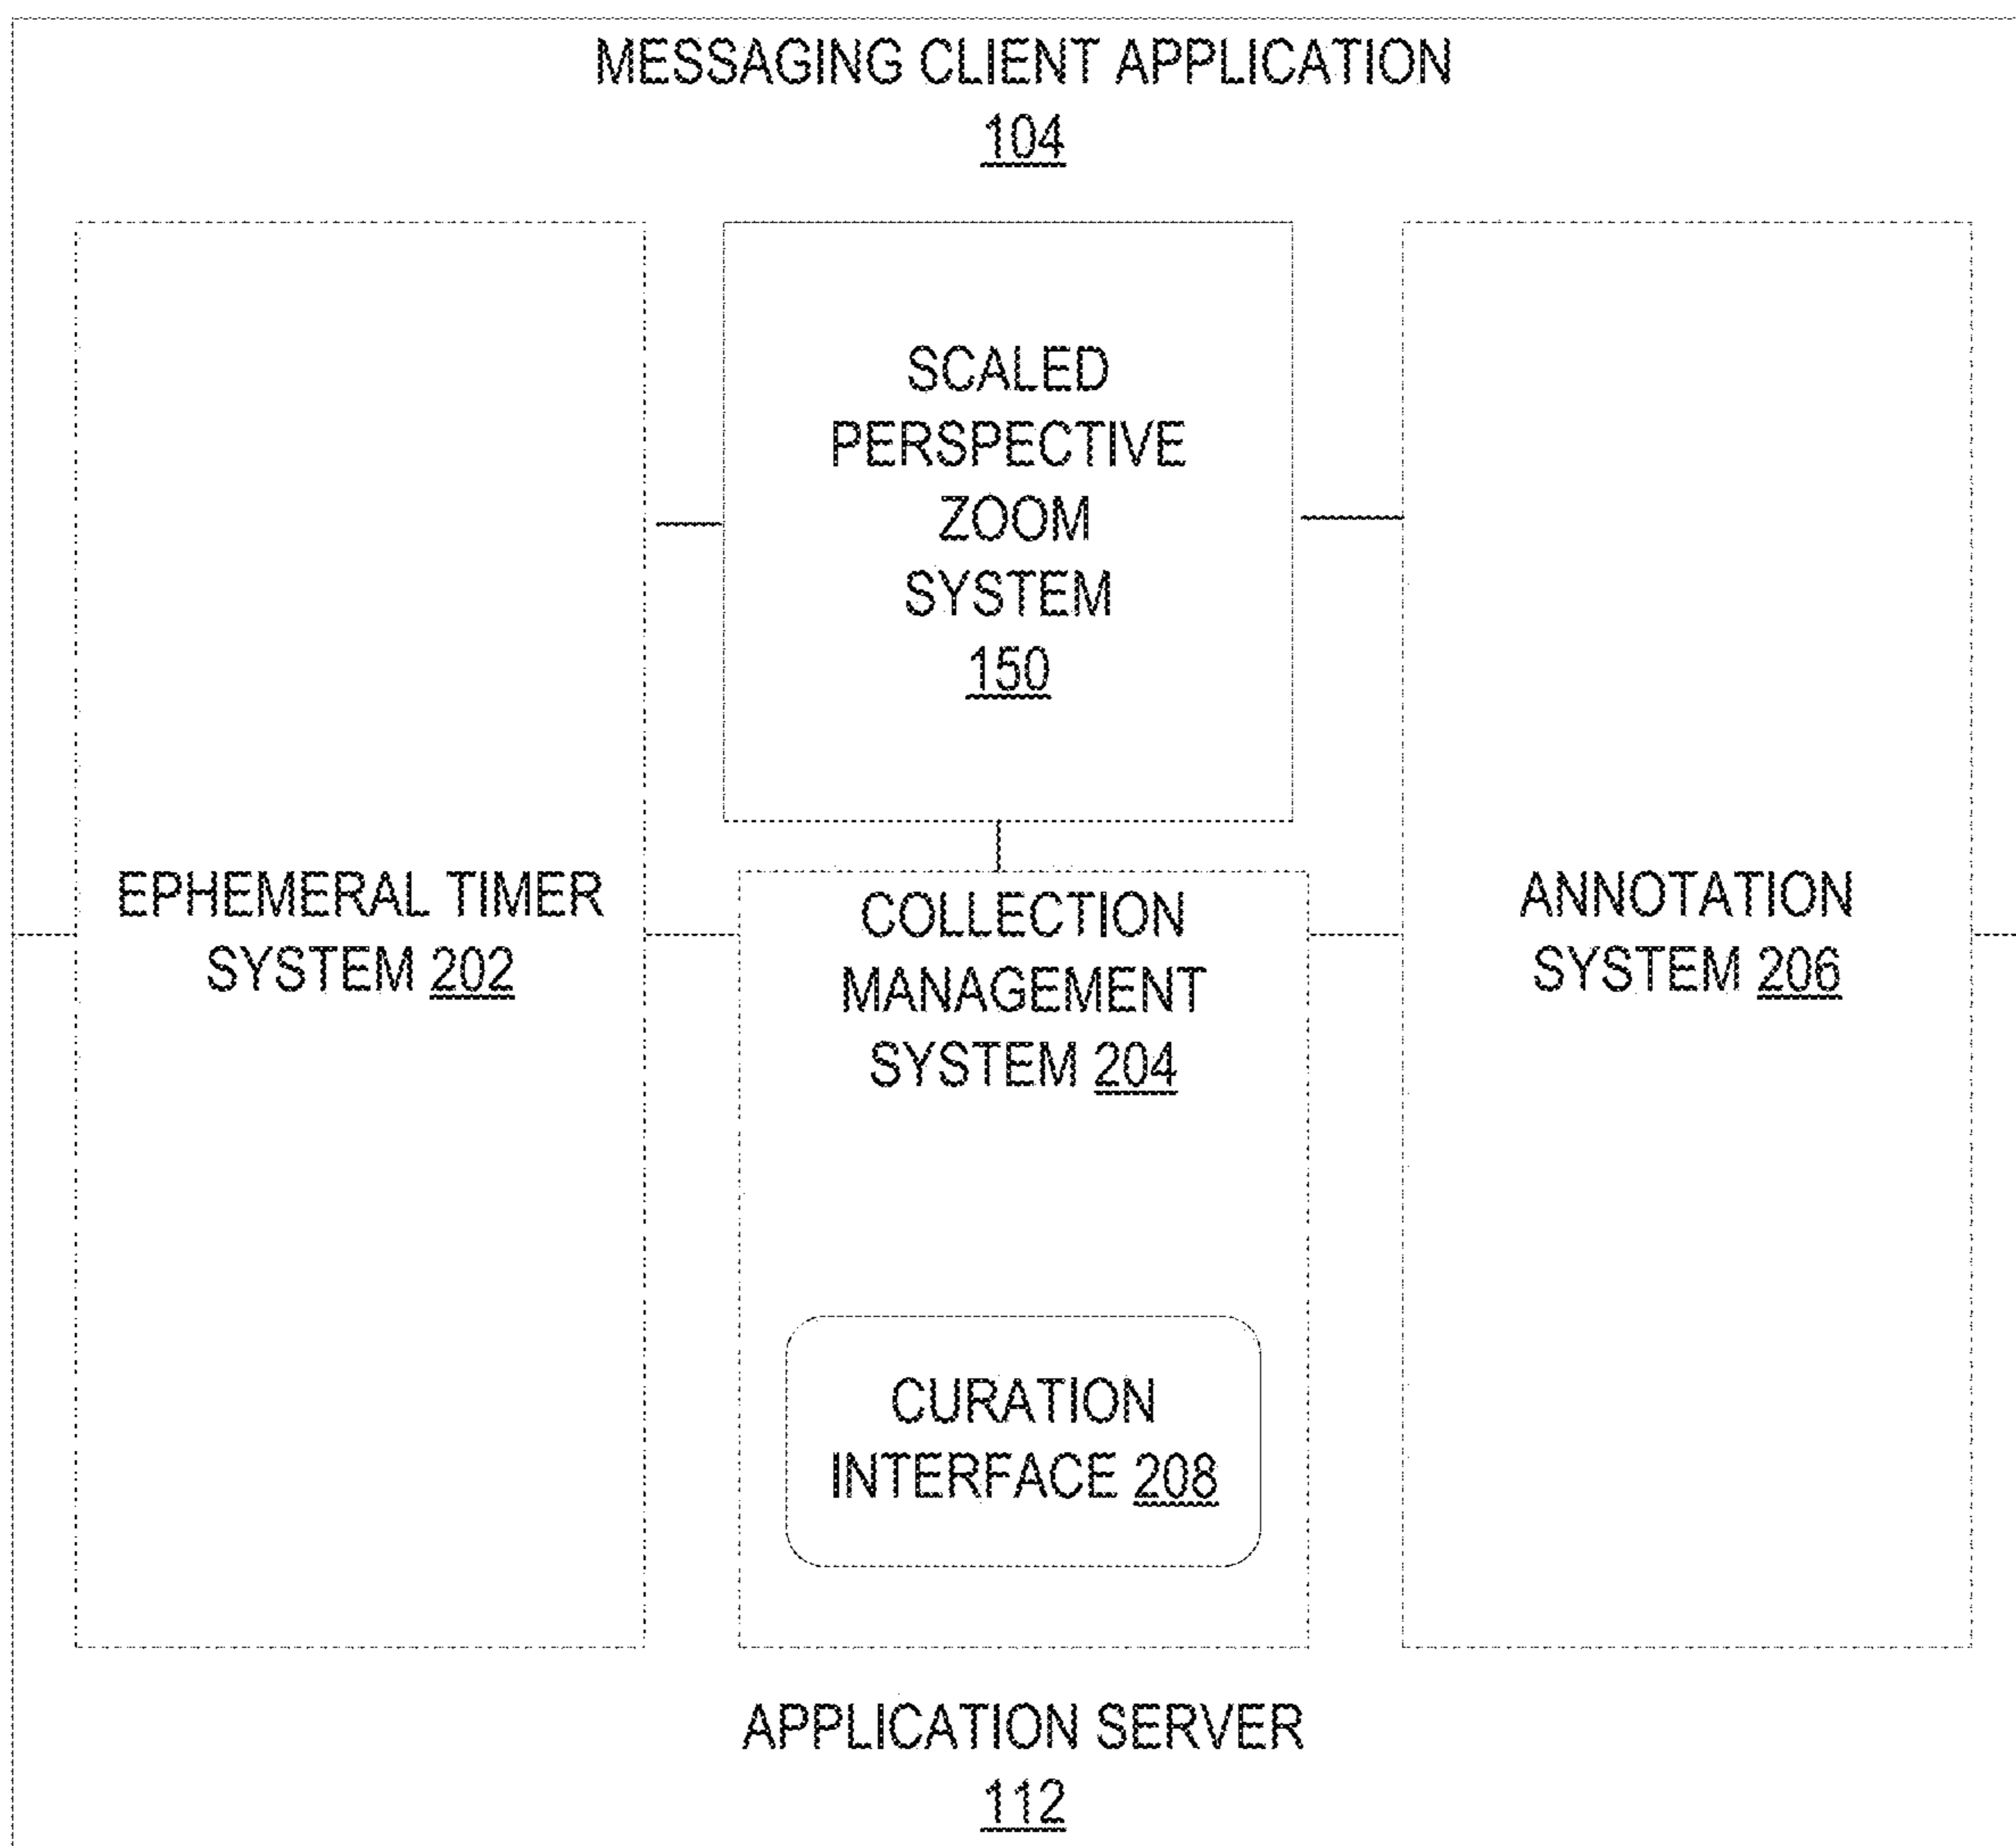 MESSAGING CLIENT APPLICATION
104
SCALED
PERSPECTIVE
ZOOM
SYSTEM
150
EPHEMERAL TIMER
SYSTEM 202
COLLECTION
MANAGEMENT
SYSTEM 204
ANNOTATION
SYSTEM 206
CURATION
INTERFACE 208
APPLICATION SERVER
112